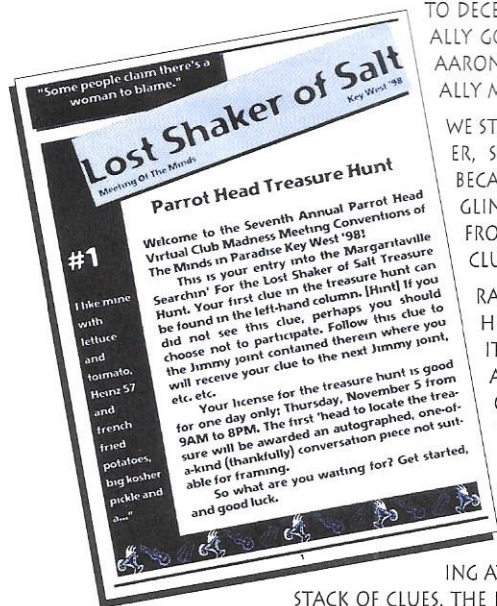 "Some people claim there's a
woman to blame."
Lost Shaker of Salt
Meeting Of The Minds
Key West '98
#1
I like mine
with
lettuce
and
toimato,
Heinz 57
and
french
fried
potatoes,
big kosher
pickle and
a..."
Parrot Head Treasure Hunt
Welcome to the Seventh Annual Parrot Head
Virtual Club Madness Meeting Conventions of
The Minds in Paradise Key West '98!
This is your entry into the Margaritaville
Searchin' For the Lost Shaker of Salt Treasure
Hunt. Your first clue in the treasure hunt can
be found in the left-hand column. [Hint] If you
did not see this clue, perhaps you should
choose not to participate. Follow this clue to
the Jimmy joint contained therein where you
will receive your clue to the next Jimmy joint,
etc. etc.
Your license for the treasure hunt is good
for one day only; Thursday, November 5 from
9AM to 8PM. The first 'head to locate the trea-
sure will be awarded an autographed, one-of-
a-kind (thankfully) conversation piece not suit-
able for framing.
So what are you waiting for? Get started,
and good luck.
1
TO DECE
ALLY GO
AARON
ALLY M
WE ST
ER, S
BECA
GLIN
FRO
CLU
RA
H
IT
A
ING AT
STACK OF CLUES. THE